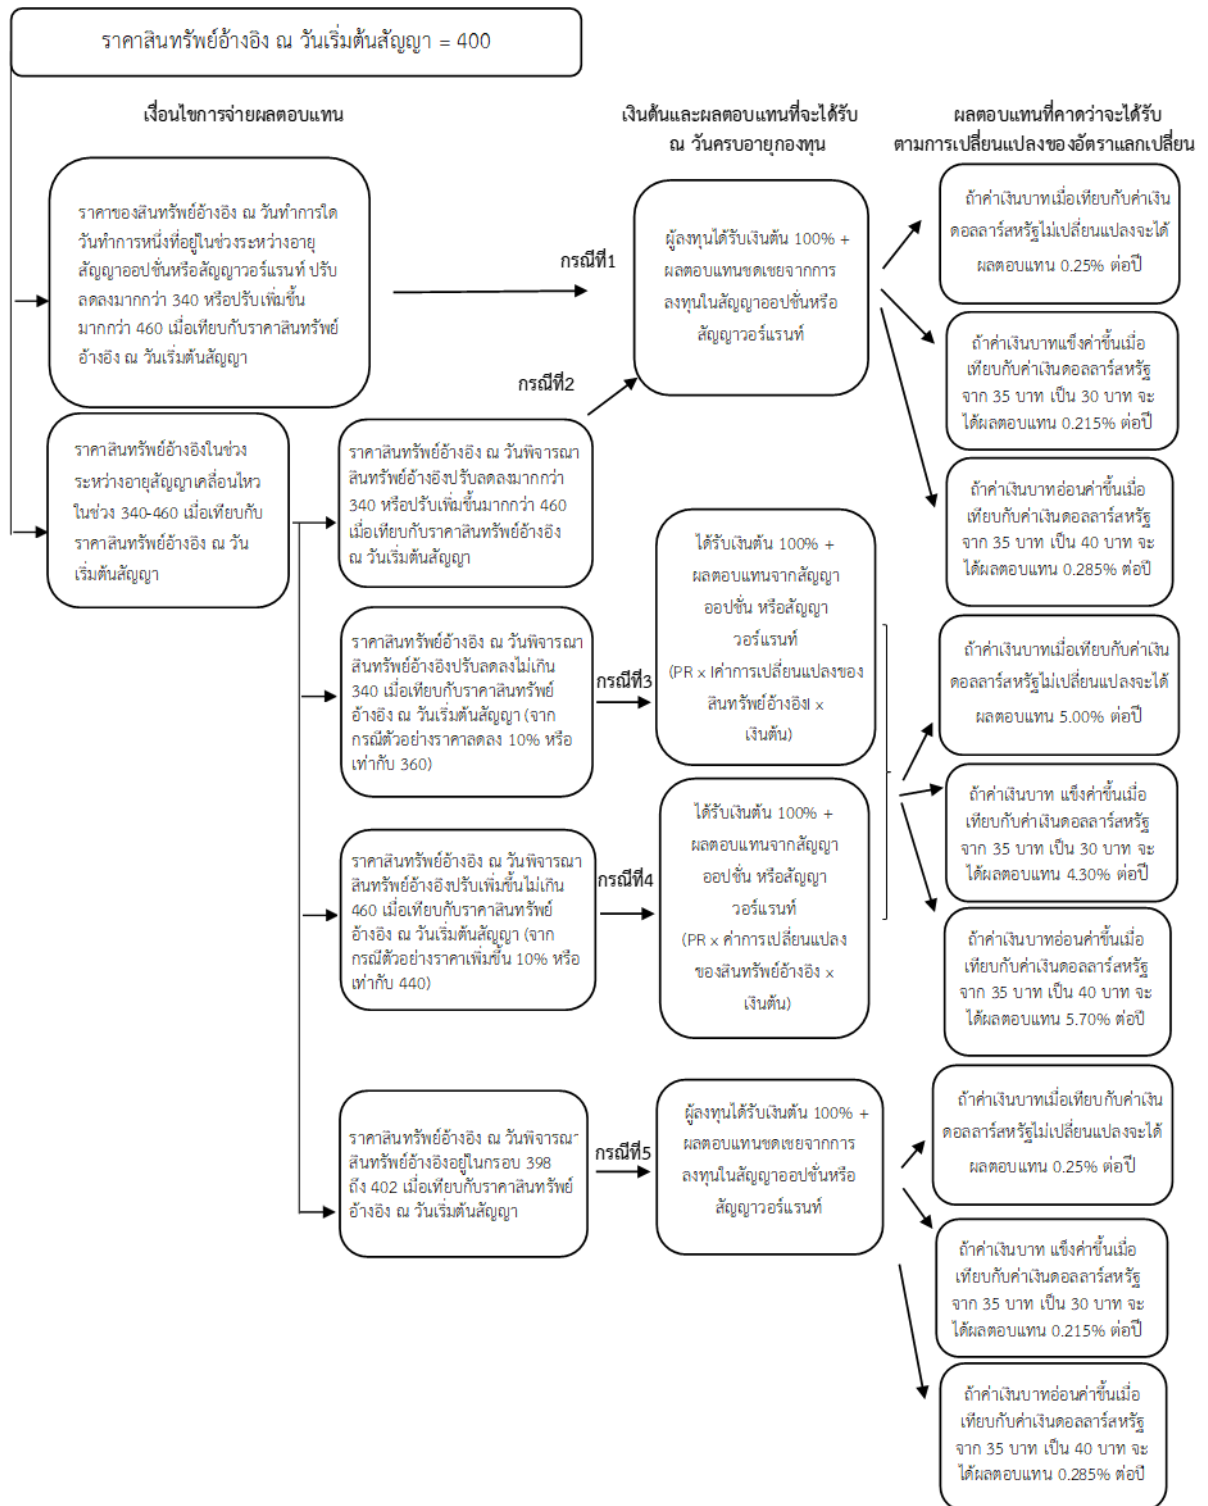 ราคาสินทรัพย์อ้างอิง ณ วันเริ่มต้นสัญญา = 400
เงื่อนไขการจ่ายผลตอบแทน
เงินต้นและผลตอบแทนที่จะได้รับ
ณ วันครบอายุกองทุน
ผลตอบแทนที่คาดว่าจะได้รับ
ตามการเปลี่ยนแปลงของอัตราแลกเปลี่ยน
ราคาของสินทรัพย์อ้างอิง ณ วันทำการใด
วันทำการหนึ่งที่อยู่ในช่วงระหว่างอายุ
สัญญาออปชั่นหรือสัญญาวอร์แรนท์ ปรับ
ลดลงมากกว่า 340 หรือปรับเพิ่มขึ้น
มากกว่า 460 เมื่อเทียบกับราคาสินทรัพย์
อ้างอิง ณ วันเริ่มต้นสัญญา
กรณีที่1
ผู้ลงทุนได้รับเงินต้น 100% +
ผลตอบแทนชดเชยจากการ
ลงทุนในสัญญาออปชั่นหรือ
สัญญาวอร์แรนท์
ถ้าค่าเงินบาทเมื่อเทียบกับค่าเงิน
ดอลลาร์สหรัฐไม่เปลี่ยนแปลงจะได้
ผลตอบแทน 0.25% ต่อปี
ถ้าค่าเงินบาทแข็งค่าขึ้นเมื่อ
เทียบกับค่าเงินดอลลาร์สหรัฐ
จาก 35 บาท เป็น 30 บาท จะ
ได้ผลตอบแทน 0.215% ต่อปี
ถ้าค่าเงินบาทอ่อนค่าขึ้นเมื่อ
เทียบกับค่าเงินดอลลาร์สหรัฐ
จาก 35 บาท เป็น 40 บาท จะ
ได้ผลตอบแทน 0.285% ต่อปี
ราคาสินทรัพย์อ้างอิงในช่วง
ระหว่างอายุสัญญาเคลื่อนไหว
ในช่วง 340-460 เมื่อเทียบกับ
ราคาสินทรัพย์อ้างอิง ณ วัน
เริ่มต้นสัญญา
กรณีที่2
ราคาสินทรัพย์อ้างอิง ณ วันพิจารณา
สินทรัพย์อ้างอิงปรับลดลงมากกว่า
340 หรือปรับเพิ่มขึ้นมากกว่า 460
เมื่อเทียบกับราคาสินทรัพย์อ้างอิง
ณ วันเริ่มต้นสัญญา
ราคาสินทรัพย์อ้างอิง ณ วันพิจารณา
สินทรัพย์อ้างอิงปรับลดลงไม่เกิน
340 เมื่อเทียบกับราคาสินทรัพย์
อ้างอิง ณ วันเริ่มต้นสัญญา (จาก
กรณีตัวอย่างราคาลดลง 10% หรือ
เท่ากับ 360)
กรณีที่3
ได้รับเงินต้น 100% +
ผลตอบแทนจากสัญญา
ออปชั่น หรือสัญญา
วอร์แรนท์
(PR x |ค่าการเปลี่ยนแปลงของ
สินทรัพย์อ้างอิง| x
เงินต้น)
ถ้าค่าเงินบาทเมื่อเทียบกับค่าเงิน
ดอลลาร์สหรัฐไม่เปลี่ยนแปลงจะได้
ผลตอบแทน 5.00% ต่อปี
ถ้าค่าเงินบาท แข็งค่าขึ้นเมื่อ
เทียบกับค่าเงินดอลลาร์สหรัฐ
จาก 35 บาท เป็น 30 บาท จะ
ได้ผลตอบแทน 4.30% ต่อปี
ถ้าค่าเงินบาทอ่อนค่าขึ้นเมื่อ
เทียบกับค่าเงินดอลลาร์สหรัฐ
จาก 35 บาท เป็น 40 บาท จะ
ได้ผลตอบแทน 5.70% ต่อปี
ราคาสินทรัพย์อ้างอิง ณ วันพิจารณา
สินทรัพย์อ้างอิงปรับเพิ่มขึ้นไม่เกิน
460 เมื่อเทียบกับราคาสินทรัพย์
อ้างอิง ณ วันเริ่มต้นสัญญา (จาก
กรณีตัวอย่างราคาเพิ่มขึ้น 10% หรือ
เท่ากับ 440)
กรณีที่4
ได้รับเงินต้น 100% +
ผลตอบแทนจากสัญญา
ออปชั่น หรือสัญญา
วอร์แรนท์
(PR x ค่าการเปลี่ยนแปลง
ของสินทรัพย์อ้างอิง x
เงินต้น)
ราคาสินทรัพย์อ้างอิง ณ วันพิจารณา
สินทรัพย์อ้างอิงอยู่ในกรอบ 398
ถึง 402 เมื่อเทียบกับราคาสินทรัพย์
อ้างอิง ณ วันเริ่มต้นสัญญา
กรณีที่5
ผู้ลงทุนได้รับเงินต้น 100% +
ผลตอบแทนชดเชยจากการ
ลงทุนในสัญญาออปชั่นหรือ
สัญญาวอร์แรนท์
ถ้าค่าเงินบาทเมื่อเทียบกับค่าเงิน
ดอลลาร์สหรัฐไม่เปลี่ยนแปลงจะได้
ผลตอบแทน 0.25% ต่อปี
ถ้าค่าเงินบาท แข็งค่าขึ้นเมื่อ
เทียบกับค่าเงินดอลลาร์สหรัฐ
จาก 35 บาท เป็น 30 บาท จะ
ได้ผลตอบแทน 0.215% ต่อปี
ถ้าค่าเงินบาทอ่อนค่าขึ้นเมื่อ
เทียบกับค่าเงินดอลลาร์สหรัฐ
จาก 35 บาท เป็น 40 บาท จะ
ได้ผลตอบแทน 0.285% ต่อปี